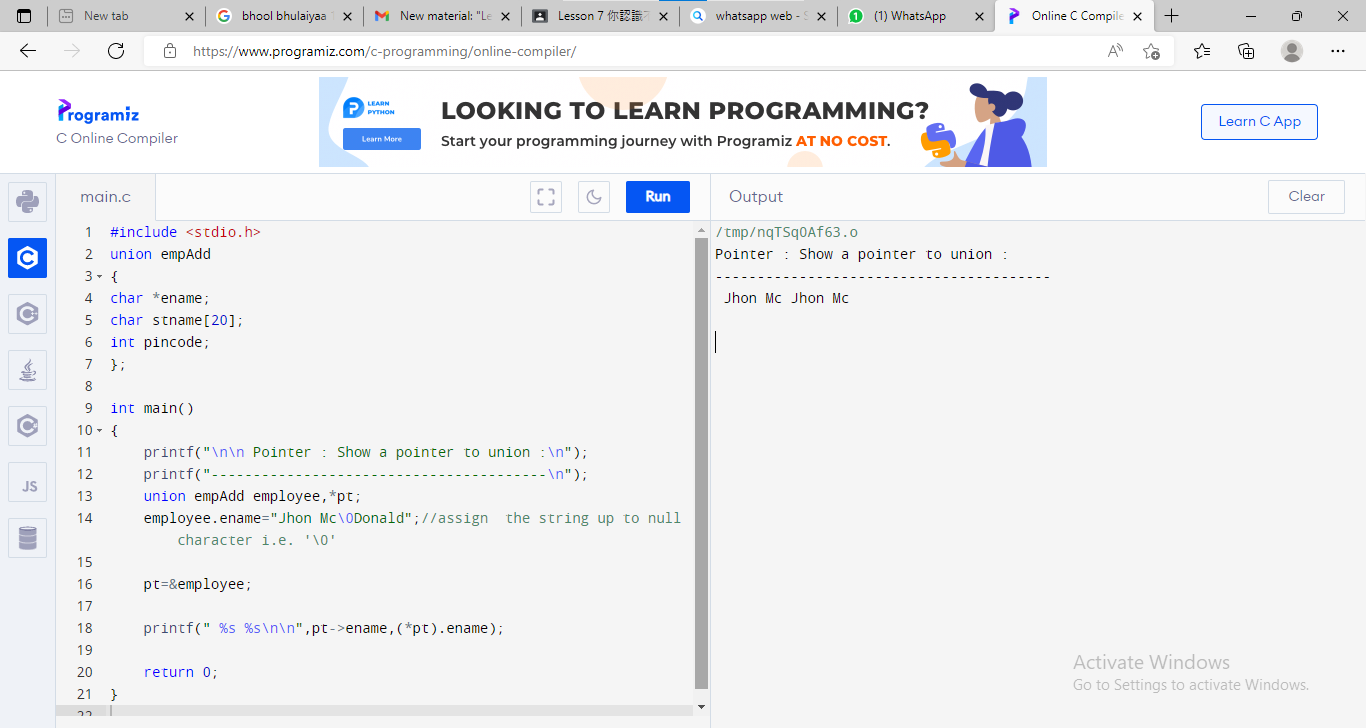 New tab
bhool bhulaiyaa
New material: "Le
Lesson 7 你認識
whatsapp web - S
(1) WhatsApp
Online C Compile
https://www.programiz.com/c-programming/online-compiler/
Programiz
C Online Compiler
LEARN
PYTHON
Learn More
LOOKING TO LEARN PROGRAMMING?
Start your programming journey with Programiz AT NO COST.
Learn C App
main.c
Run
Output
Clear
1 #include <stdio.h>
2 union empAdd
3 {
4 char *ename;
5 char stname[20];
6 int pincode;
7 };
8
9 int main()
10 {
11 printf("\n\n Pointer : Show a pointer to union :\n");
12 printf("----------------------------------------\n");
13 union empAdd employee,*pt;
14 employee.ename="Jhon Mc\0Donald";//assign  the string up to null
character i.e. '\0'
15
16 pt=&employee;
17
18 printf(" %s %s\n\n",pt->ename,(*pt).ename);
19
20 return 0;
21 }
22
JS
/tmp/nqTSq0Af63.o
Pointer : Show a pointer to union :
----------------------------------------
Jhon Mc Jhon Mc
Activate Windows
Go to Settings to activate Windows.